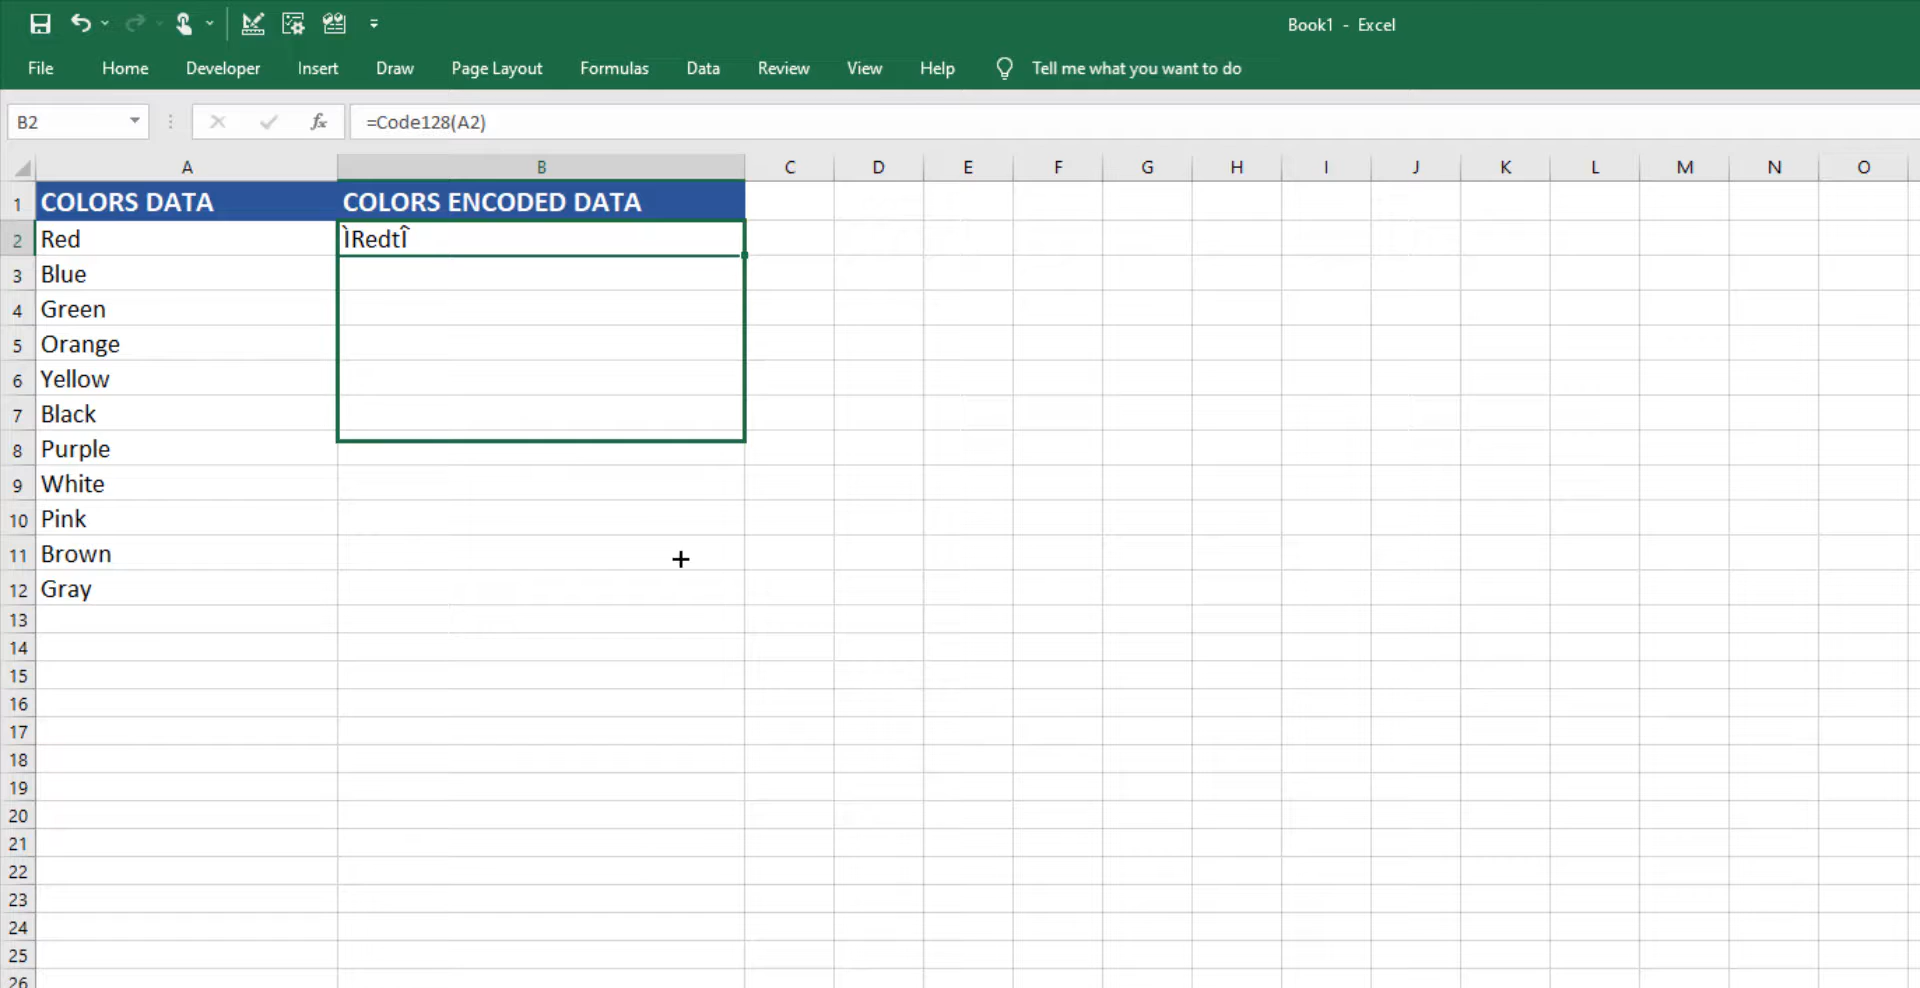 Book1 - Excel
File Home Developer Insert Draw Page Layout Formulas Data Review View Help Tell me what you want to do
B2 fx =Code128(A2)
A B C D E F G H I J K L M N O
1 COLORS DATA COLORS ENCODED DATA
2 Red ÌRedtÎ
3 Blue
4 Green
5 Orange
6 Yellow
7 Black
8 Purple
9 White
10 Pink
11 Brown
12 Gray
13
14
15
16
17
18
19
20
21
22
23
24
25
26